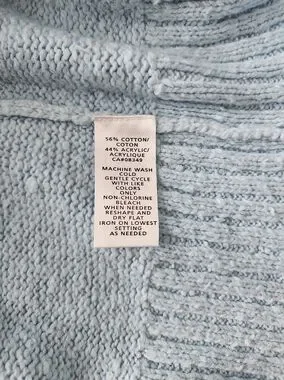 56% COTTON/
COTON
44% ACRYLIC/
ACRYLIQUE
CA#08349
MACHINE WASH
COLD
GENTLE CYCLE
WITH LIKE
COLORS
ONLY
NON-CHLORINE
BLEACH
WHEN NEEDED
RESHAPE AND
DRY FLAT
IRON ON LOWEST
SETTING
AS NEEDED